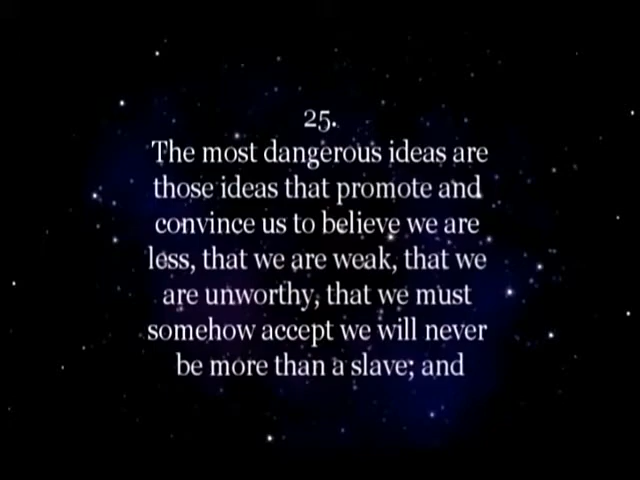 25.
The most dangerous ideas are
those ideas that promote and
convince us to believe we are
less, that we are weak, that we
are unworthy, that we must
somehow accept we will never
be more than a slave; and